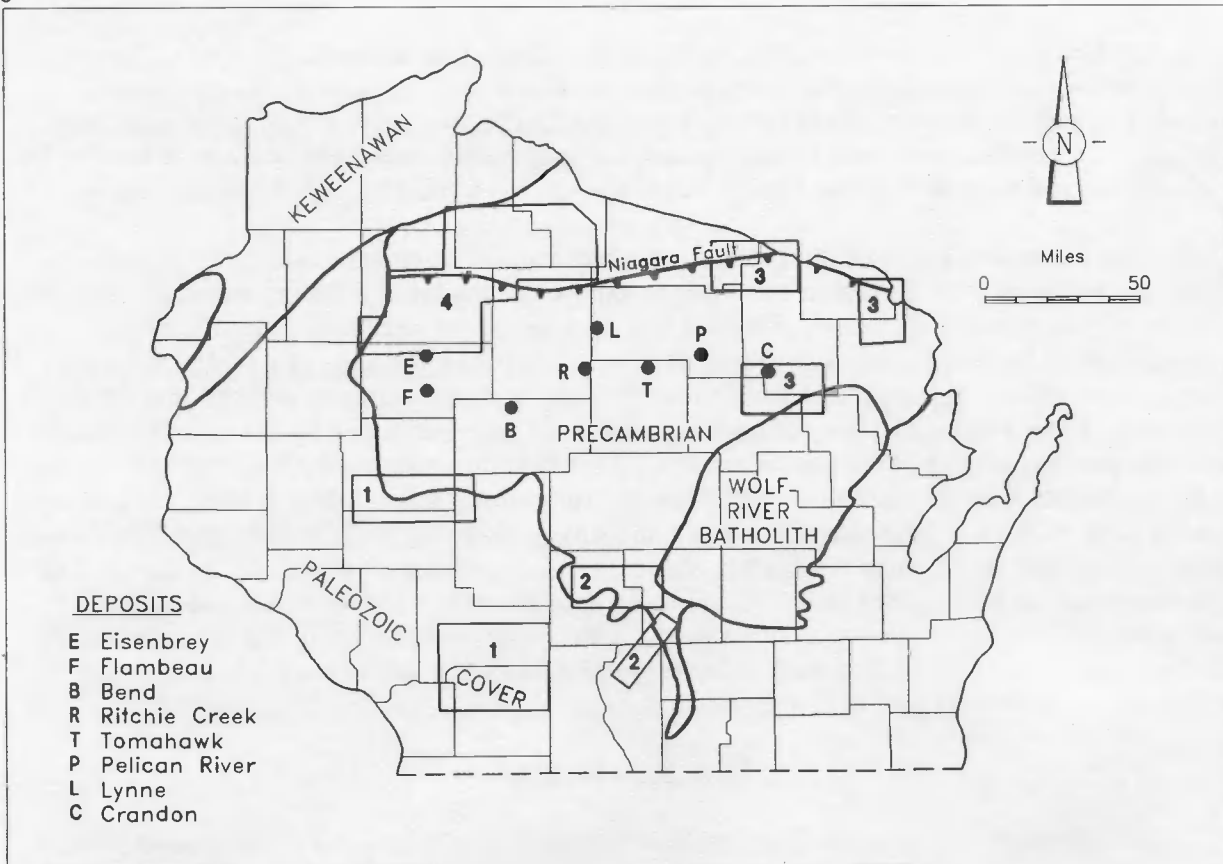 KEWEENAWAN
N
Miles
0 50
Niagara Fault
3
3
4
L
P
E
C
R
T
3
F
B
PRECAMBRIAN
1
WOLF
RIVER
BATHOLITH
PALEOZOIC
2
1
2
COVER
DEPOSITS
E Eisenbrey
F Flambeau
B Bend
R Ritchie Creek
T Tomahawk
P Pelican River
L Lynne
C Crandon